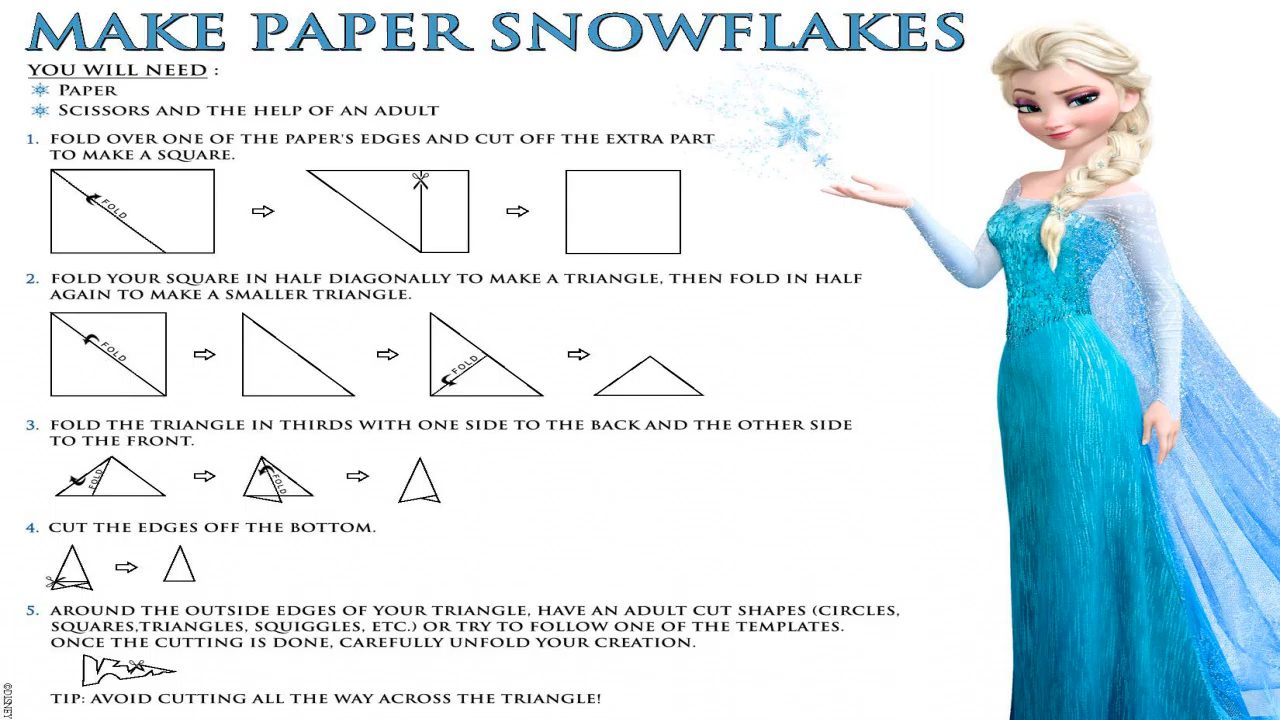 MAKE PAPER SNOWFLAKES
YOU WILL NEED :
PAPER
SCISSORS AND THE HELP OF AN ADULT
1. FOLD OVER ONE OF THE PAPER'S EDGES AND CUT OFF THE EXTRA PART
TO MAKE A SQUARE.
FOLD
2. FOLD YOUR SQUARE IN HALF DIAGONALLY TO MAKE A TRIANGLE, THEN FOLD IN HALF
AGAIN TO MAKE A SMALLER TRIANGLE.
FOLD
FOLD
3. FOLD THE TRIANGLE IN THIRDS WITH ONE SIDE TO THE BACK AND THE OTHER SIDE
TO THE FRONT.
FOLD
FOLD
4. CUT THE EDGES OFF THE BOTTOM.
5. AROUND THE OUTSIDE EDGES OF YOUR TRIANGLE, HAVE AN ADULT CUT SHAPES (CIRCLES,
SQUARES,TRIANGLES, SQUIGGLES, ETC.) OR TRY TO FOLLOW ONE OF THE TEMPLATES.
ONCE THE CUTTING IS DONE, CAREFULLY UNFOLD YOUR CREATION.
TIP: AVOID CUTTING ALL THE WAY ACROSS THE TRIANGLE!
©DISNEY